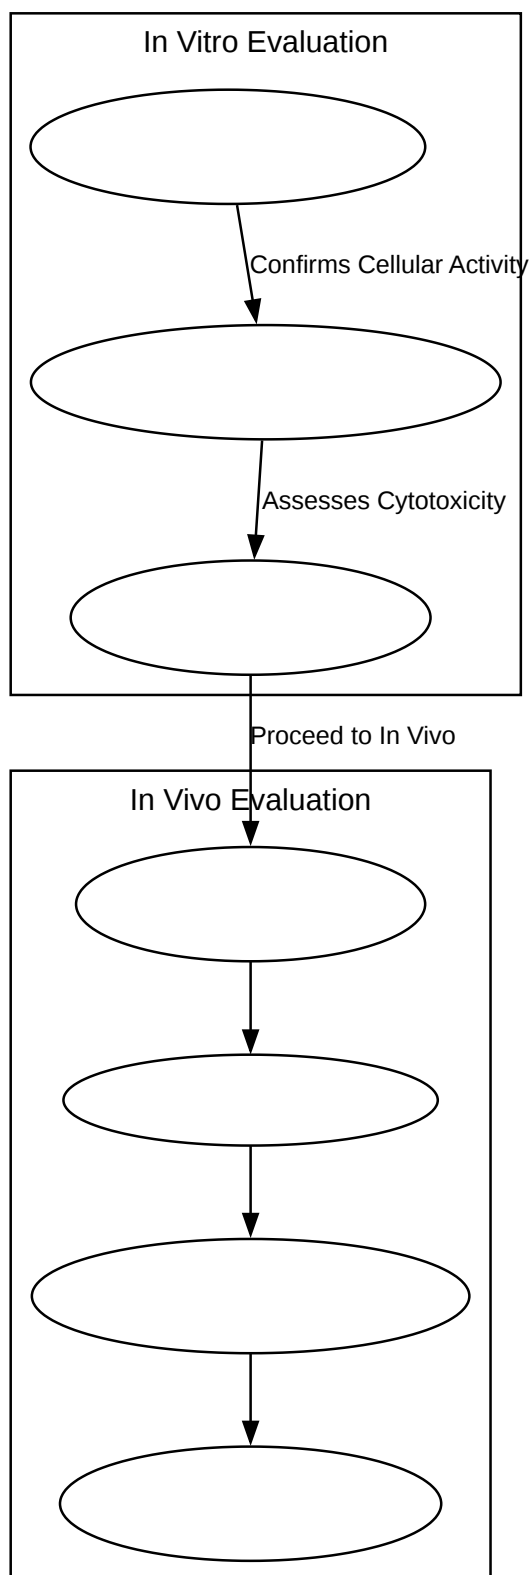 In Vitro Evaluation
Confirms Cellular Activity
Assesses Cytotoxicity
Proceed to In Vivo
In Vivo Evaluation